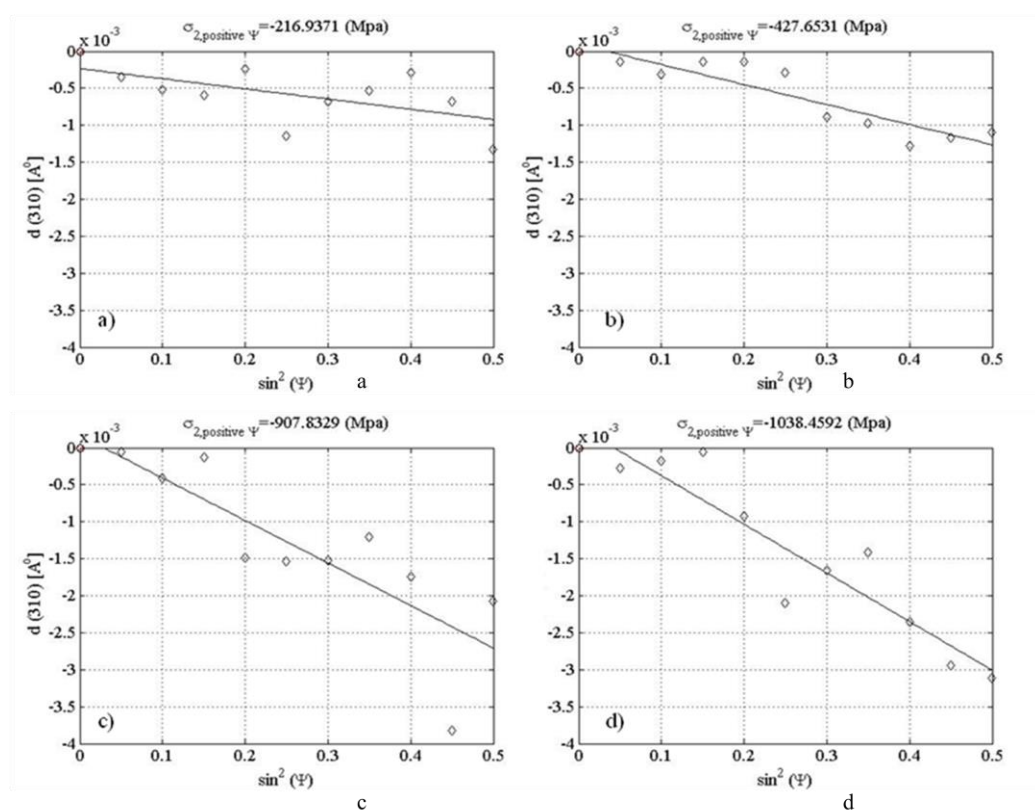 σ2,positive Ψ=-216.9371 (Mpa)
x 10-3
0
-0.5
-1
-1.5
-2
-2.5
-3
-3.5
-4
d (310) [A0]
a)
0 0.1 0.2 0.3 0.4 0.5
sin2 (Ψ)
a
σ2,positive Ψ=-427.6531 (Mpa)
x 10-3
0
-0.5
-1
-1.5
-2
-2.5
-3
-3.5
-4
d (310) [A0]
b)
0 0.1 0.2 0.3 0.4 0.5
sin2 (Ψ)
b
σ2,positive Ψ=-907.8329 (Mpa)
x 10-3
0
-0.5
-1
-1.5
-2
-2.5
-3
-3.5
-4
d (310) [A0]
c)
0 0.1 0.2 0.3 0.4 0.5
sin2 (Ψ)
c
σ2,positive Ψ=-1038.4592 (Mpa)
x 10-3
0
-0.5
-1
-1.5
-2
-2.5
-3
-3.5
-4
d)
0 0.1 0.2 0.3 0.4 0.5
sin2 (Ψ)
d